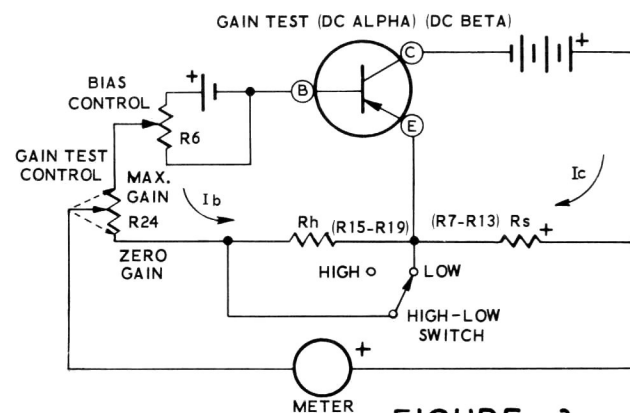 GAIN TEST (DC ALPHA) (DC BETA)
C
+
BIAS
CONTROL
+
B
R6
E
GAIN TEST
CONTROL
MAX.
GAIN
R24
Ib
Ic
ZERO
GAIN
Rh
(R15-R19)
(R7-R13)
Rs
+
HIGH
LOW
HIGH-LOW
SWITCH
+
METER